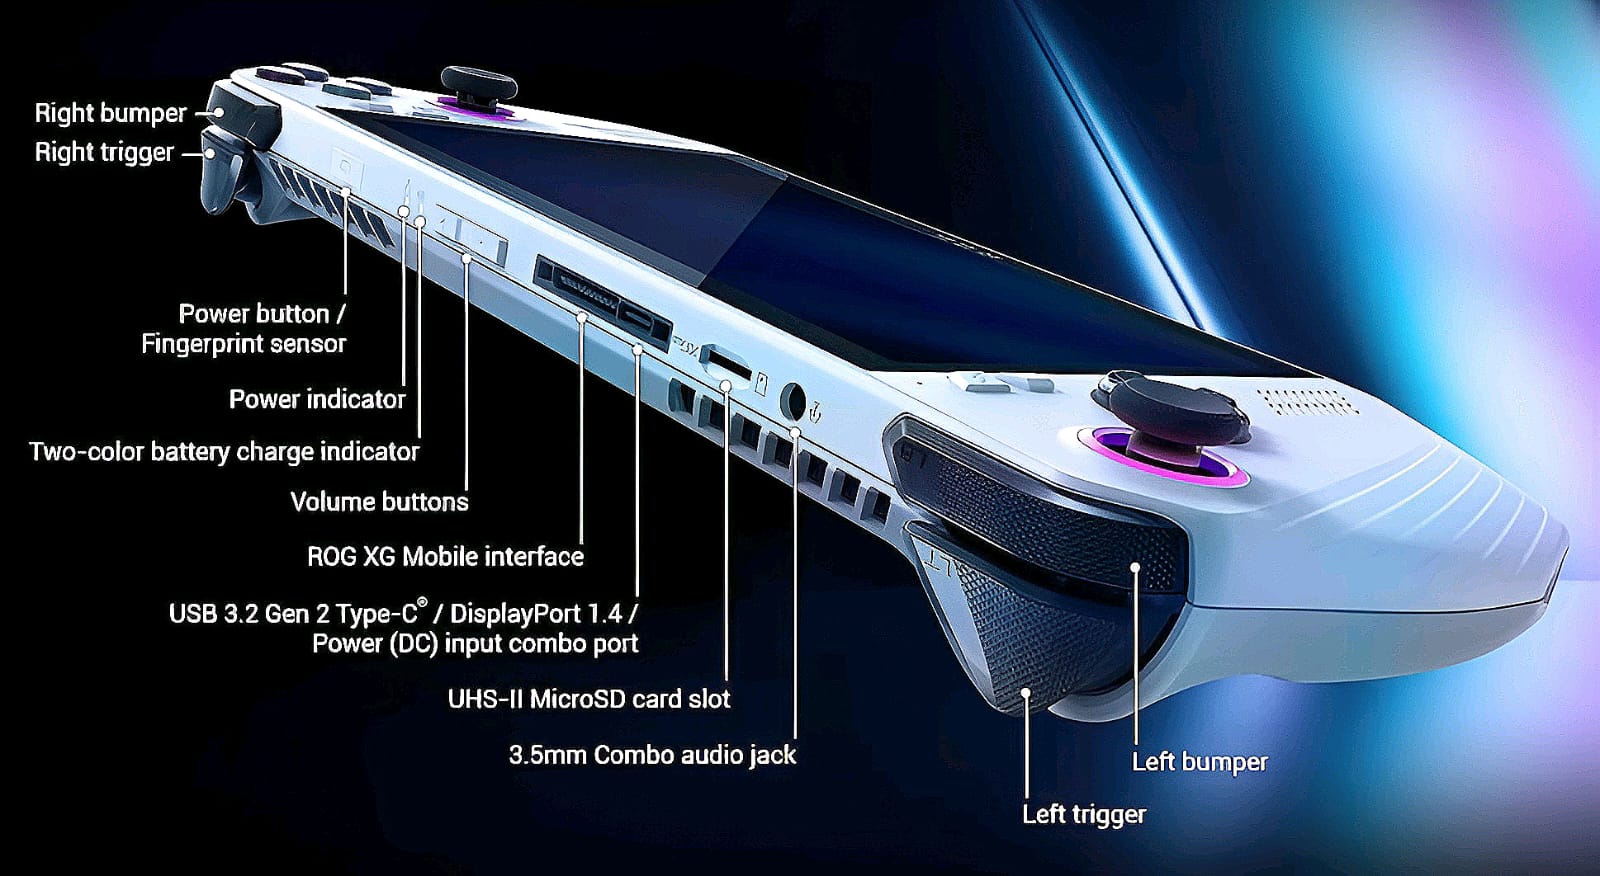 Right bumper
Right trigger
Power button /
Fingerprint sensor
Power indicator
Two-color battery charge indicator
Volume buttons
ROG XG Mobile interface
USB 3.2 Gen 2 Type-C® / DisplayPort 1.4 /
Power (DC) input combo port
UHS-II MicroSD card slot
3.5mm Combo audio jack
LB
LT
Left bumper
Left trigger